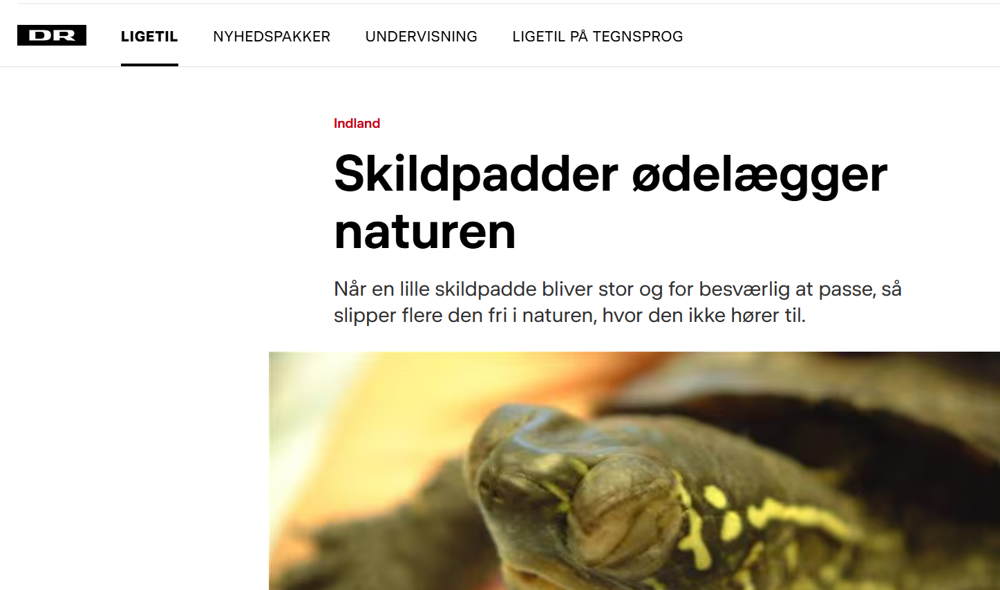 DR
LIGETIL
NYHEDSPAKKER
UNDERVISNING
LIGETIL PÅ TEGNSPROG
Indland
Skildpadder ødelægger
naturen
Når en lille skildpadde bliver stor og for besværlig at passe, så
slipper flere den fri i naturen, hvor den ikke hører til.